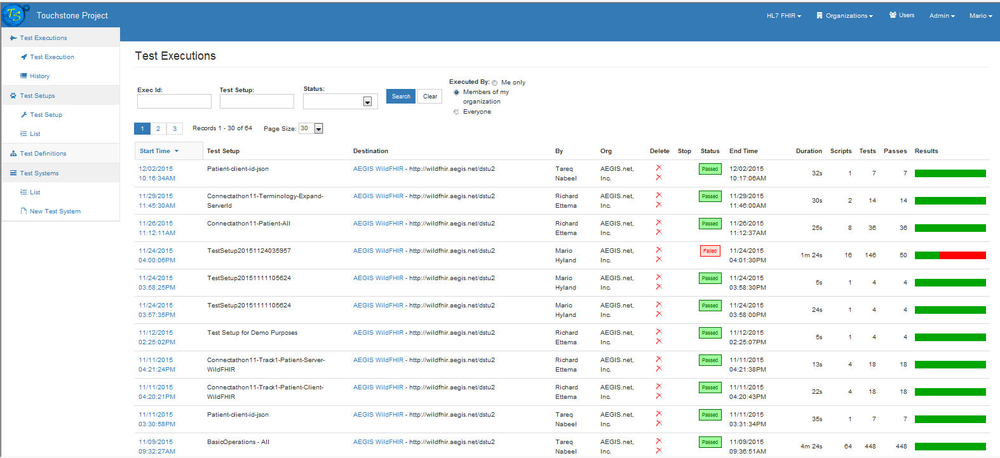 TS
Touchstone Project
HL7 FHIR
Organizations
Users
Admin
Mario
Test Executions
Test Execution
History
Test Setups
Test Setup
List
Test Definitions
Test Systems
List
New Test System
Test Executions
Exec Id:
Test Setup:
Status:
Search
Clear
Executed By:
Me only
Members of my
organization
Everyone
1 2 3 Records 1 - 30 of 64 Page Size: 30
Start Time Test Setup Destination By Org Delete Stop Status End Time Duration Scripts Tests Passes Results
12/02/2015 Patient-client-id-json AEGIS WildFHIR - http://wildfhir.aegis.net/dstu2 Tareq AEGIS.net, Passed 12/02/2015 32s 1 7 7
10:16:34AM Nabeel Inc. 10:17:06AM
11/29/2015 Connectathon11-Terminology-Expand- AEGIS WildFHIR - http://wildfhir.aegis.net/dstu2 Richard AEGIS.net, Passed 11/29/2015 30s 2 14 14
11:45:30AM ServerId Ettema Inc. 11:46:00AM
11/26/2015 Connectathon11-Patient-All AEGIS WildFHIR - http://wildfhir.aegis.net/dstu2 Richard AEGIS.net, Passed 11/26/2015 25s 8 36 36
11:12:11AM Ettema Inc. 11:12:37AM
11/24/2015 TestSetup20151124035957 AEGIS WildFHIR - http://wildfhir.aegis.net/dstu2 Mario AEGIS.net, Failed 11/24/2015 1m 24s 16 146 50
04:00:06PM Hyland Inc. 04:01:30PM
11/24/2015 TestSetup20151111105624 AEGIS WildFHIR - http://wildfhir.aegis.net/dstu2 Mario AEGIS.net, Passed 11/24/2015 5s 1 4 4
03:58:25PM Hyland Inc. 03:58:30PM
11/24/2015 TestSetup20151111105624 AEGIS WildFHIR - http://wildfhir.aegis.net/dstu2 Mario AEGIS.net, Passed 11/24/2015 24s 1 4 4
03:57:35PM Hyland Inc. 03:58:00PM
11/12/2015 Test Setup for Demo Purposes AEGIS WildFHIR - http://wildfhir.aegis.net/dstu2 Richard AEGIS.net, Passed 11/12/2015 5s 1 4 4
02:25:02PM Ettema Inc. 02:25:07PM
11/11/2015 Connectathon11-Track1-Patient-Server- AEGIS WildFHIR - http://wildfhir.aegis.net/dstu2 Richard AEGIS.net, Passed 11/11/2015 13s 4 18 18
04:21:24PM WildFHIR Ettema Inc. 04:21:38PM
11/11/2015 Connectathon11-Track1-Patient-Client- AEGIS WildFHIR - http://wildfhir.aegis.net/dstu2 Richard AEGIS.net, Passed 11/11/2015 22s 4 18 18
04:20:21PM WildFHIR Ettema Inc. 04:20:43PM
11/11/2015 Patient-client-id-json AEGIS WildFHIR - http://wildfhir.aegis.net/dstu2 Tareq AEGIS.net, Passed 11/11/2015 35s 1 7 7
03:30:58PM Nabeel Inc. 03:31:34PM
11/09/2015 BasicOperations - All AEGIS WildFHIR - http://wildfhir.aegis.net/dstu2 Tareq AEGIS.net, Passed 11/09/2015 4m 24s 64 448 448
09:32:27AM Nabeel Inc. 09:36:51AM